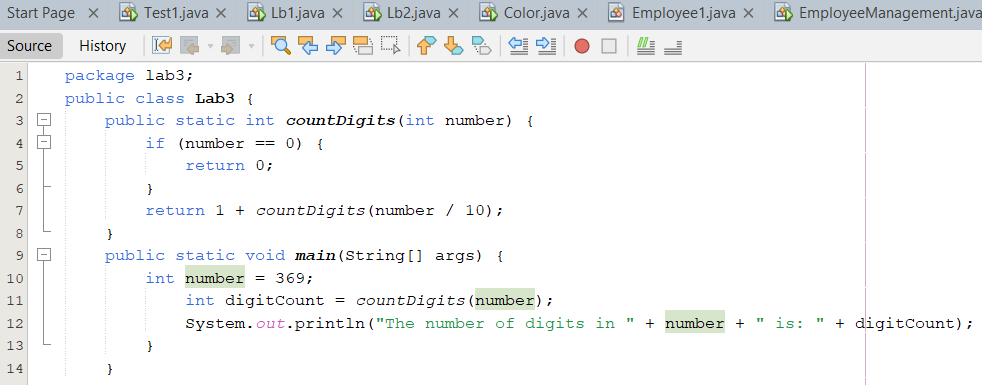 Start Page Test1.java Lb1.java Lb2.java Color.java Employee1.java EmployeeManagement.java
Source History
1 package lab3;
2 public class Lab3 {
3 public static int countDigits(int number) {
4 if (number == 0) {
5 return 0;
6 }
7 return 1 + countDigits(number / 10);
8 }
9 public static void main(String[] args) {
10 int number = 369;
11 int digitCount = countDigits(number);
12 System.out.println("The number of digits in " + number + " is: " + digitCount);
13 }
14 }